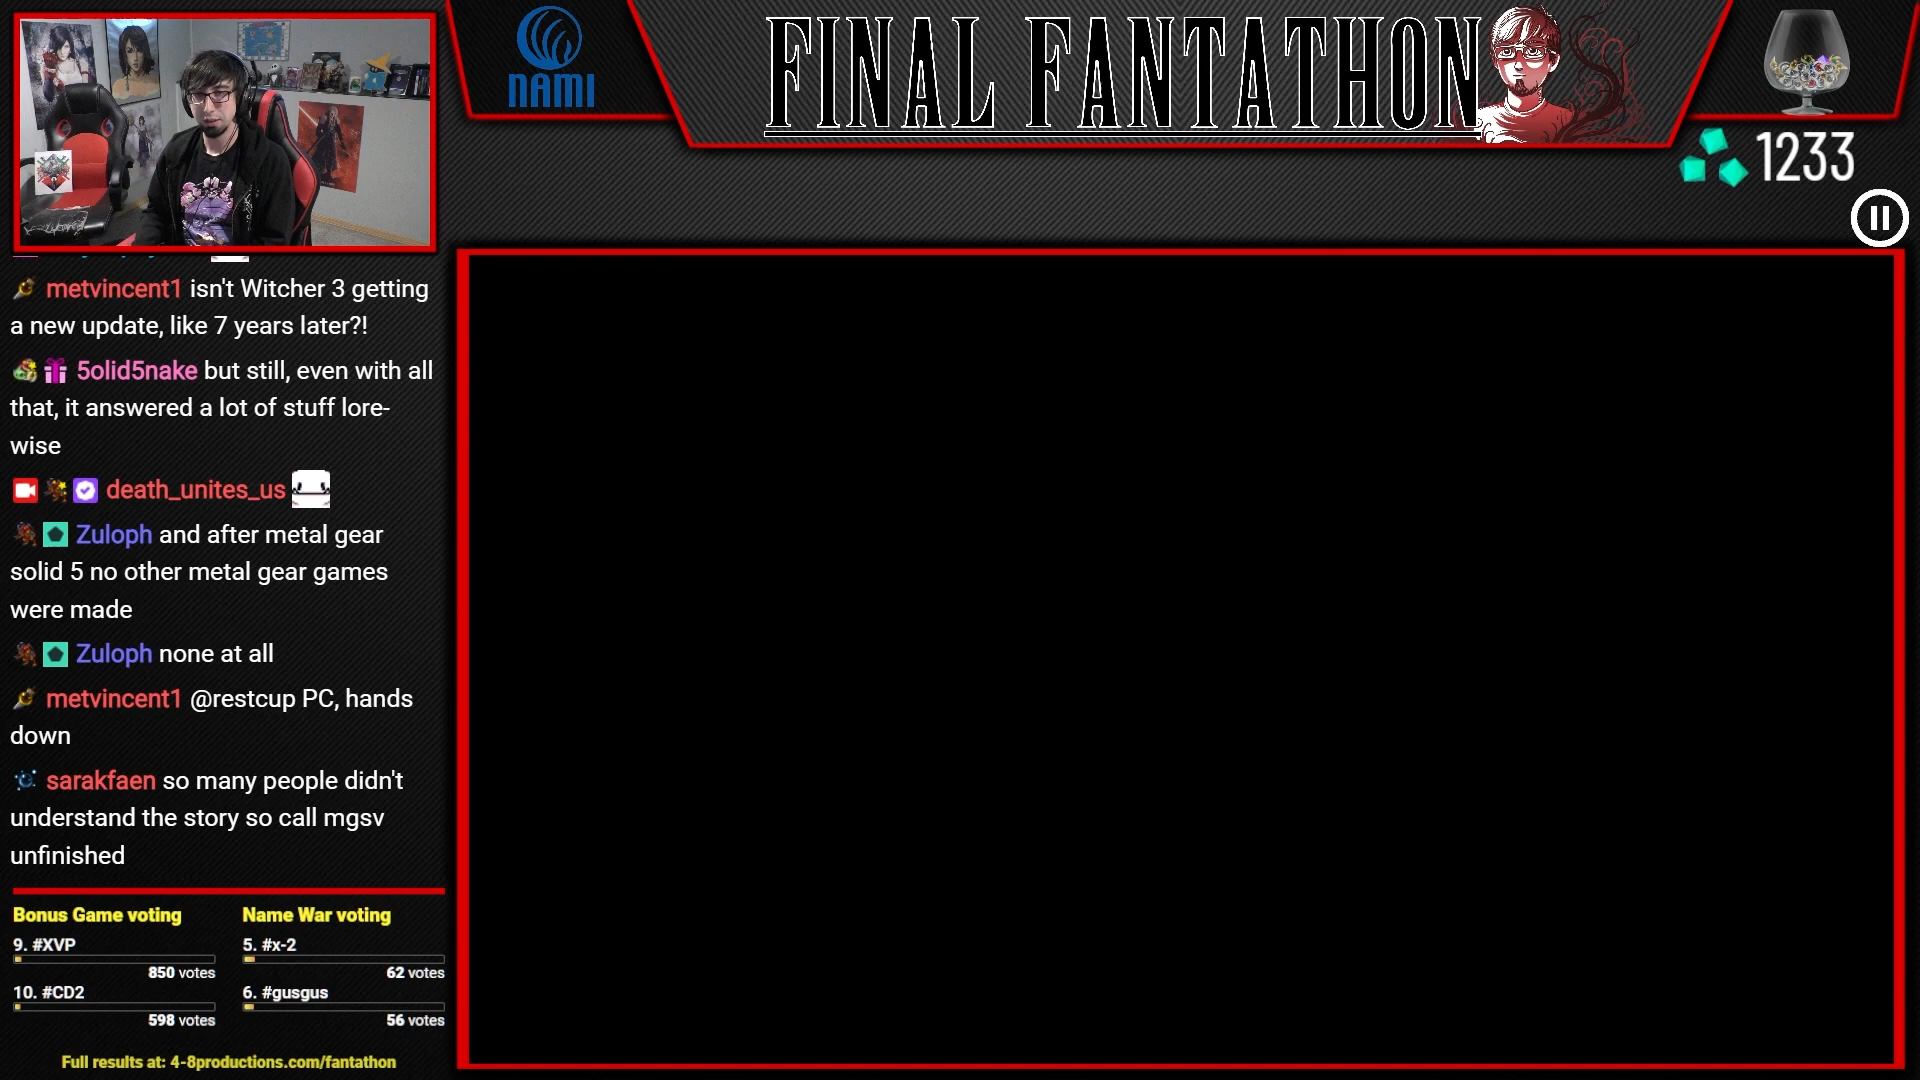 NAMI
FINAL FANTATHON
1233
metvincent1 isn't Witcher 3 getting
a new update, like 7 years later?!
5olid5nake but still, even with all
that, it answered a lot of stuff lore-
wise
death_unites_us
Zuloph and after metal gear
solid 5 no other metal gear games
were made
Zuloph none at all
metvincent1 @restcup PC, hands
down
sarakfaen so many people didn't
understand the story so call mgsv
unfinished
Bonus Game voting
9. #XVP
850 votes
10. #CD2
598 votes
Name War voting
5. #x-2
62 votes
6. #gusgus
56 votes
Full results at: 4-8productions.com/fantathon